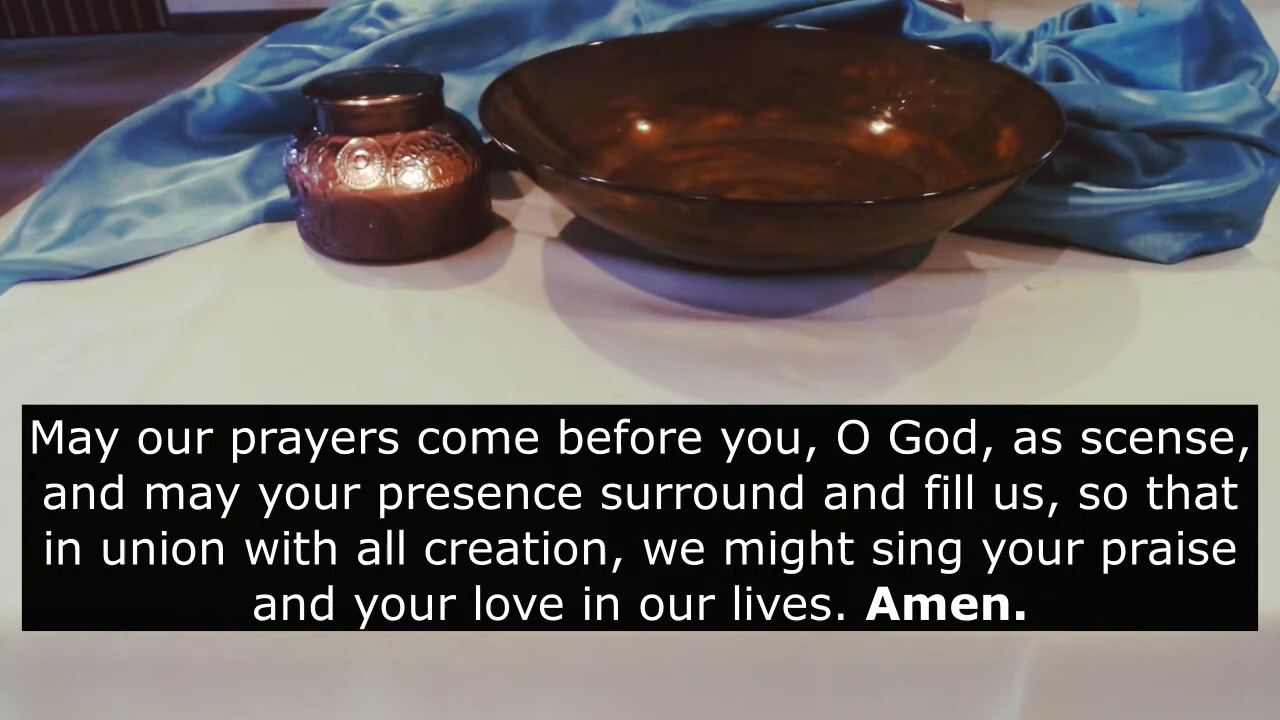 May our prayers come before you, O God, as scense,
and may your presence surround and fill us, so that
in union with all creation, we might sing your praise
and your love in our lives. Amen.